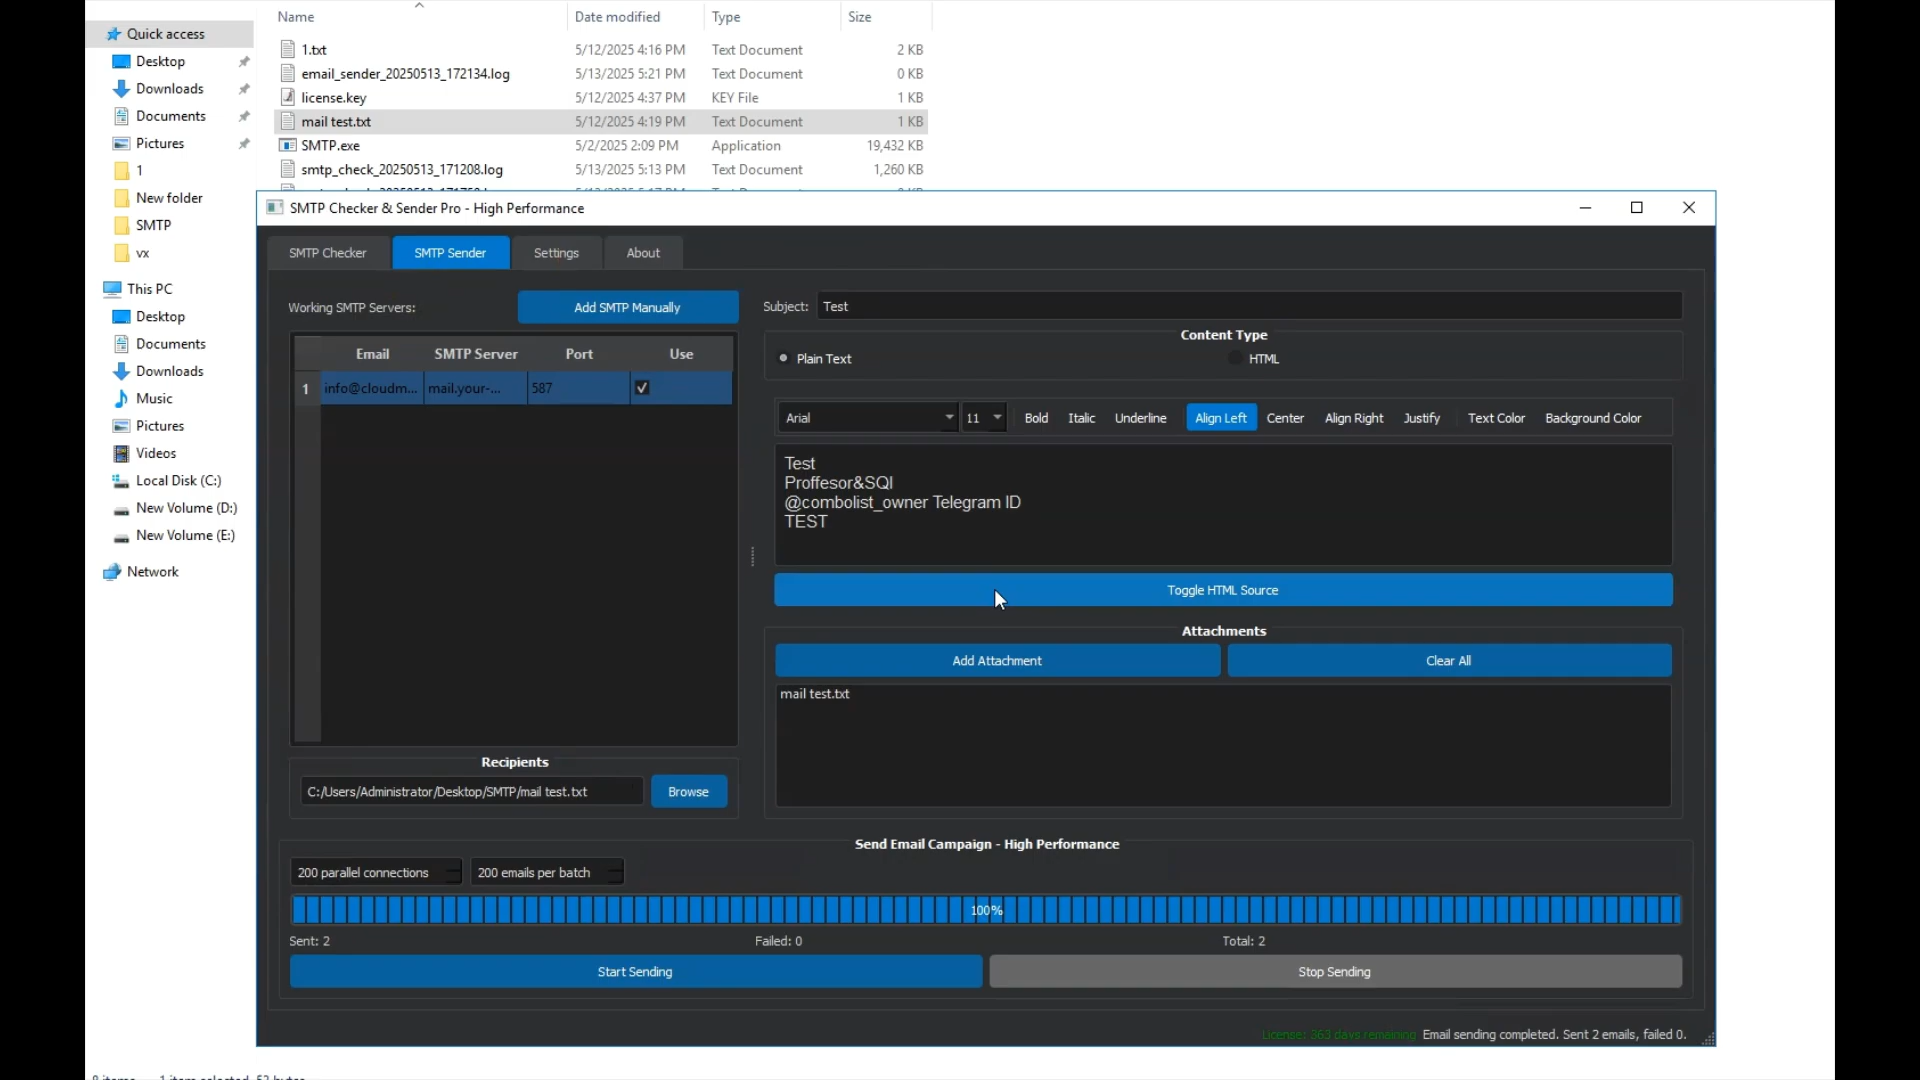 Name Date modified Type Size
Quick access
Desktop
Downloads
Documents
Pictures
1
New folder
SMTP
vx
This PC
Desktop
Documents
Downloads
Music
Pictures
Videos
Local Disk (C:)
New Volume (D:)
New Volume (E:)
Network
1.txt 5/12/2025 4:16 PM Text Document 2 KB
email_sender_20250513_172134.log 5/13/2025 5:21 PM Text Document 0 KB
license.key 5/12/2025 4:37 PM KEY File 1 KB
mail test.txt 5/12/2025 4:19 PM Text Document 1 KB
SMTP.exe 5/2/2025 2:09 PM Application 19,432 KB
smtp_check_20250513_171208.log 5/13/2025 5:13 PM Text Document 1,260 KB
SMTP Checker & Sender Pro - High Performance
SMTP Checker SMTP Sender Settings About
Working SMTP Servers: Add SMTP Manually
Email SMTP Server Port Use
1 info@cloudm... mail.your-... 587
Recipients
C:/Users/Administrator/Desktop/SMTP/mail test.txt Browse
Subject: Test
Content Type
Plain Text HTML
Arial 11 Bold Italic Underline Align Left Center Align Right Justify Text Color Background Color
Test
Proffesor&SQl
@combolist_owner Telegram ID
TEST
Toggle HTML Source
Attachments
Add Attachment Clear All
mail test.txt
Send Email Campaign - High Performance
200 parallel connections 200 emails per batch
100%
Sent: 2 Failed: 0 Total: 2
Start Sending Stop Sending
License: 363 days remaining Email sending completed. Sent 2 emails, failed 0.